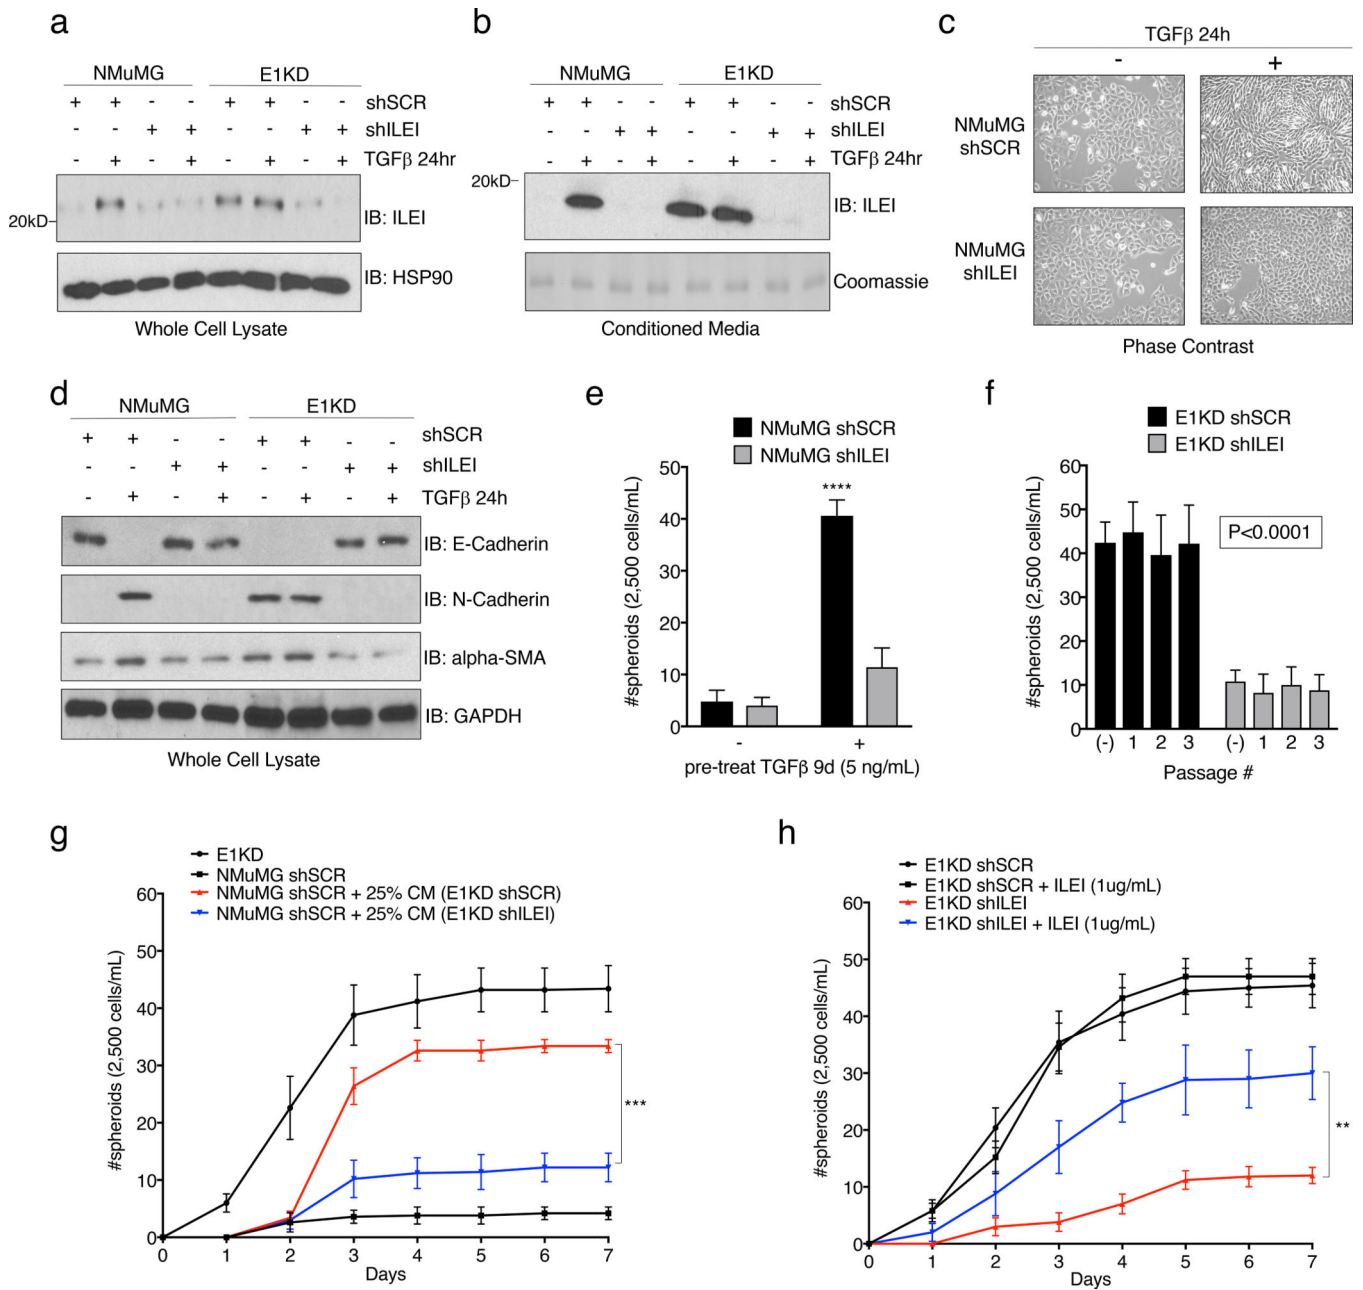 a
NMuMG E1KD
+ + - - + + - - shSCR
- - + + - - + + shILEI
- + - + - + - + TGFβ 24hr
20kD
IB: ILEI
IB: HSP90
Whole Cell Lysate
b
NMuMG E1KD
+ + - - + + - - shSCR
- - + + - - + + shILEI
- + - + - + - + TGFβ 24hr
20kD
IB: ILEI
Coomassie
Conditioned Media
c
TGFβ 24h
- +
NMuMG
shSCR
NMuMG
shILEI
Phase Contrast
d
NMuMG E1KD
+ + - - + + - - shSCR
- - + + - - + + shILEI
- + - + - + - + TGFβ 24h
IB: E-Cadherin
IB: N-Cadherin
IB: alpha-SMA
IB: GAPDH
Whole Cell Lysate
e
NMuMG shSCR
NMuMG shILEI
#spheroids (2,500 cells/mL)
50
40
30
20
10
0
****
- +
pre-treat TGFβ 9d (5 ng/mL)
f
E1KD shSCR
E1KD shILEI
#spheroids (2,500 cells/mL)
60
50
40
30
20
10
0
P<0.0001
(-) 1 2 3 (-) 1 2 3
Passage #
g
E1KD
NMuMG shSCR
NMuMG shSCR + 25% CM (E1KD shSCR)
NMuMG shSCR + 25% CM (E1KD shILEI)
#spheroids (2,500 cells/mL)
60
50
40
30
20
10
0
***
0 1 2 3 4 5 6 7
Days
h
E1KD shSCR
E1KD shSCR + ILEI (1ug/mL)
E1KD shILEI
E1KD shILEI + ILEI (1ug/mL)
#spheroids (2,500 cells/mL)
60
50
40
30
20
10
0
**
0 1 2 3 4 5 6 7
Days